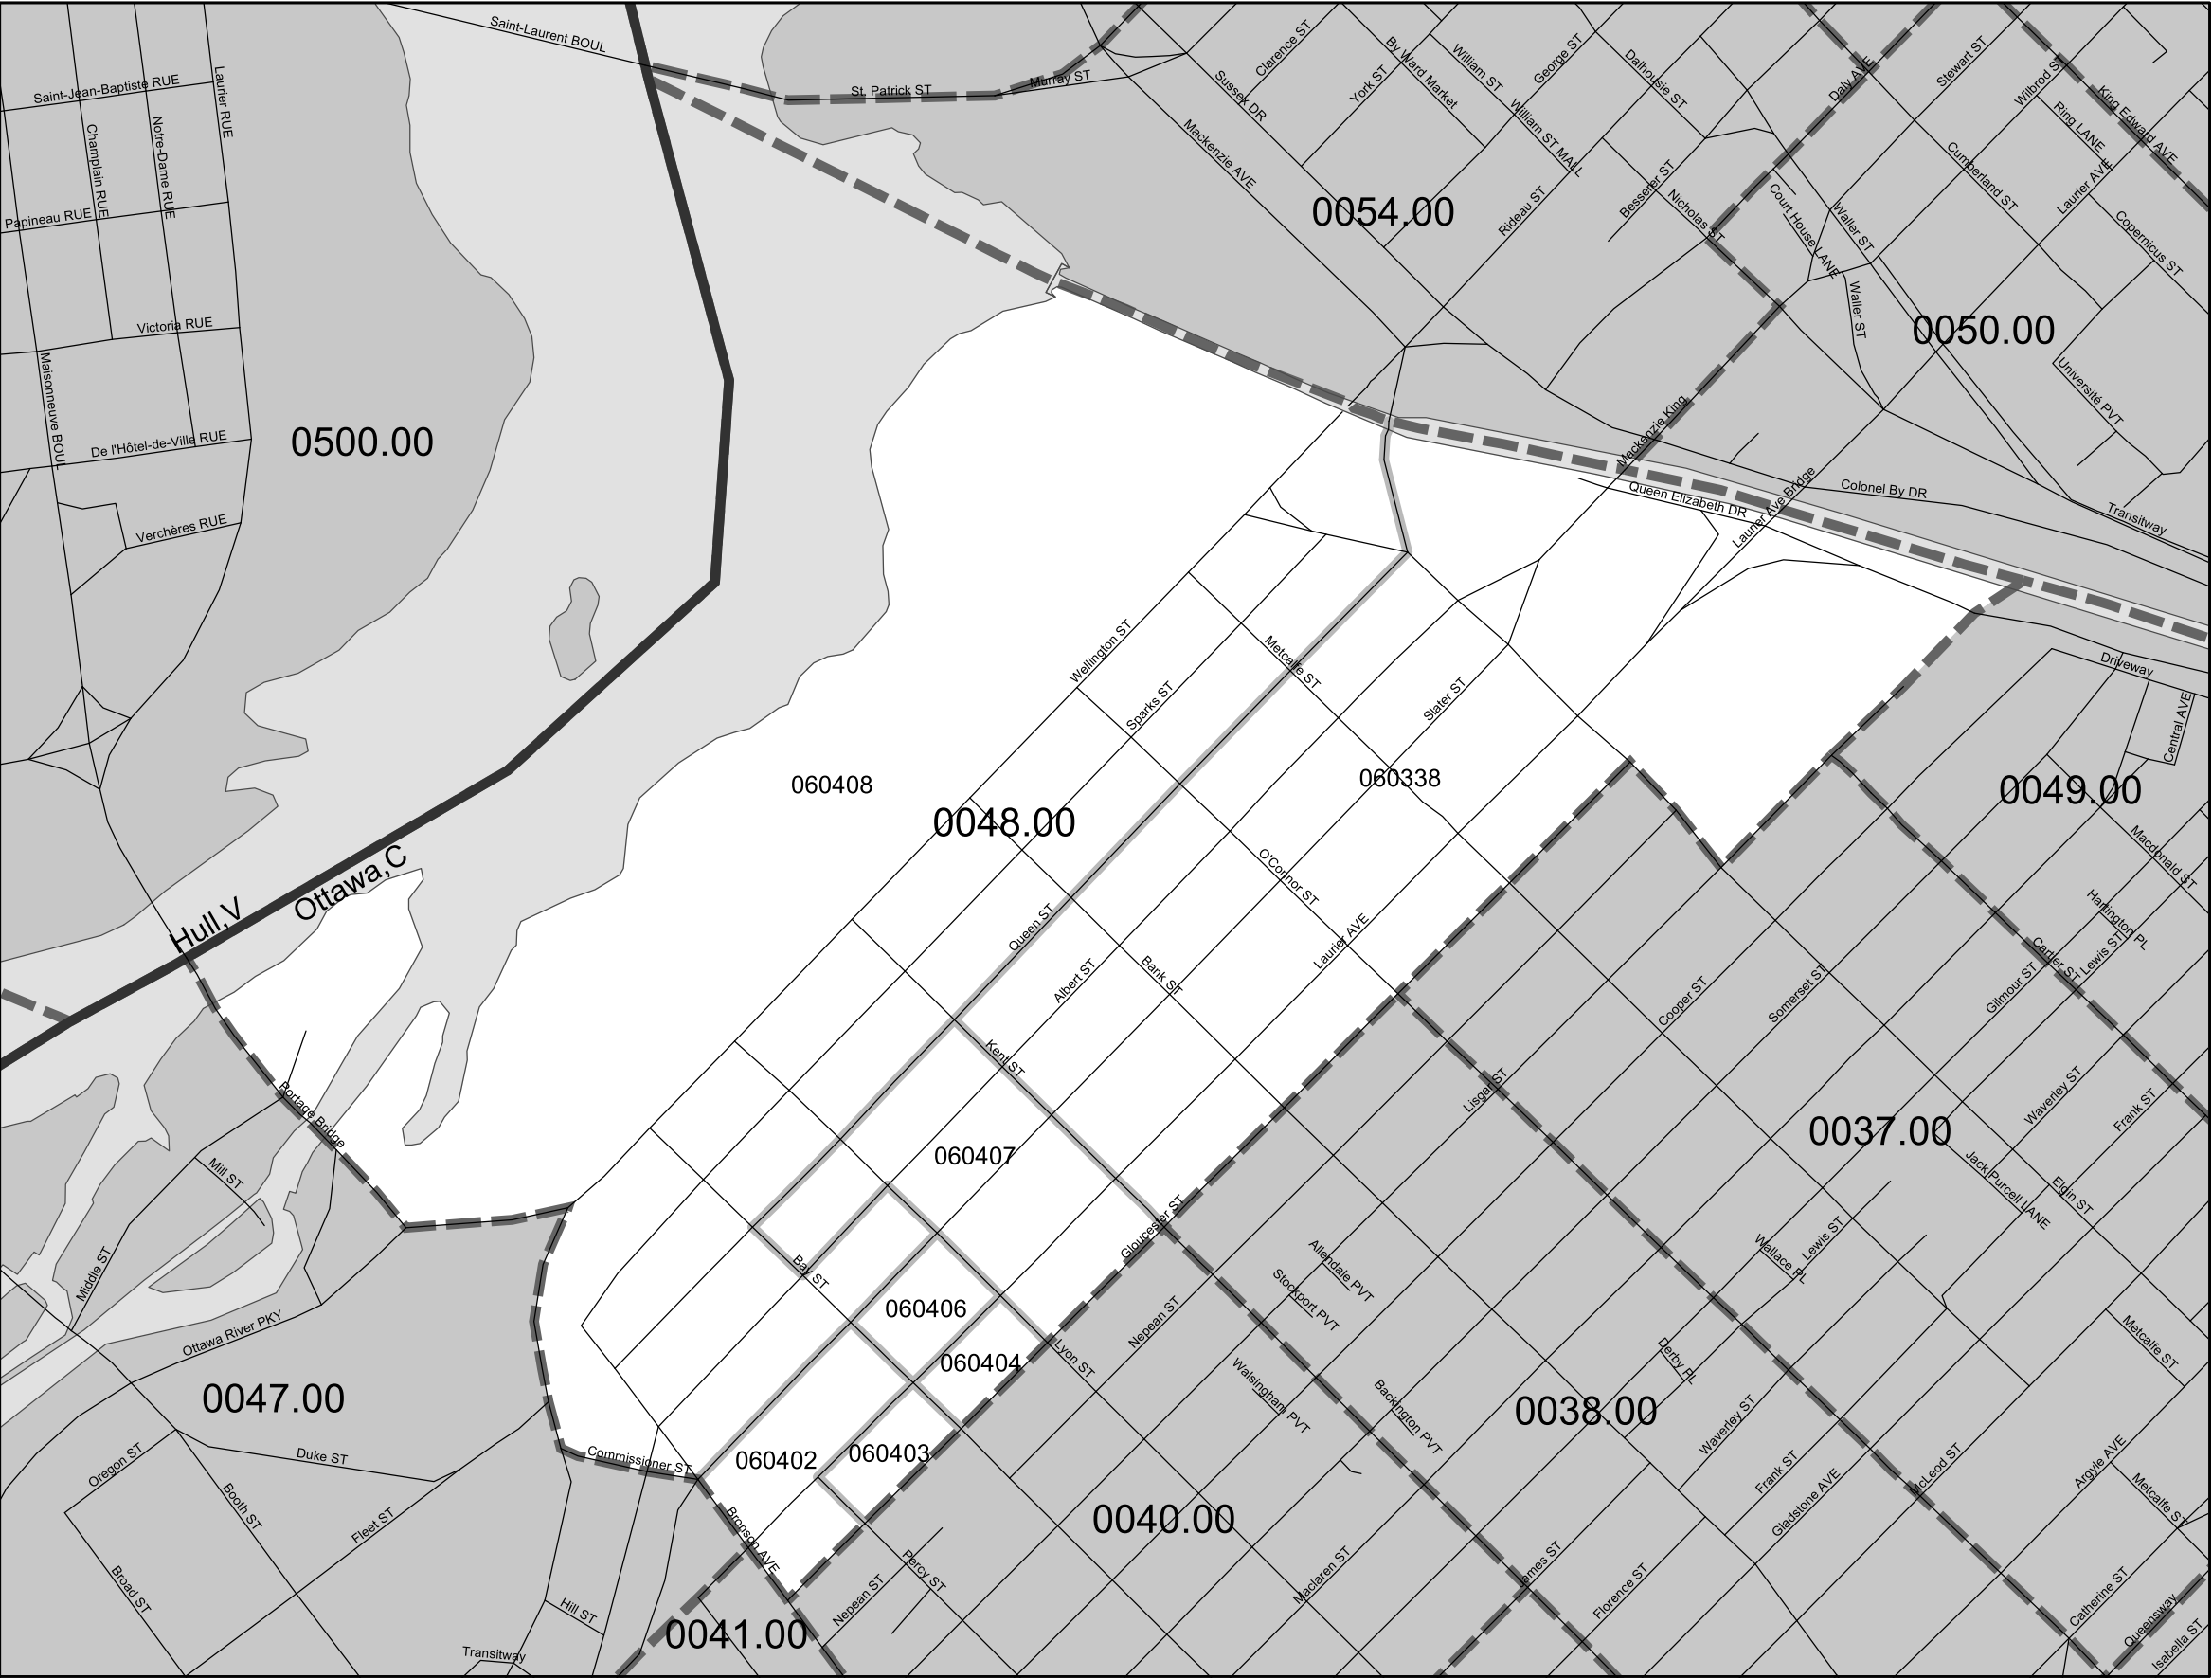 Saint-Laurent BOUL
Saint-Jean-Baptiste RUE
Laurier RUE
Champlain RUE
Notre-Dame RUE
Papineau RUE
Victoria RUE
Maisonneuve BOUL
De l'Hôtel-de-Ville RUE
Verchères RUE
0500.00
St. Patrick ST
Murray ST
Clarence ST
Sussex DR
York ST
By Ward Market
William ST
George ST
William ST MALL
Dalhousie ST
Mackenzie AVE
0054.00
Rideau ST
Besserer ST
Nicholas ST
Daly AVE
Stewart ST
Wilbrod ST
King Edward AVE
Ring LANE
Cumberland ST
Laurier AVE
Copernicus ST
Court House LANE
Waller ST
Waller ST
0050.00
Université PVT
Mackenzie King
Queen Elizabeth DR
Laurier Ave Bridge
Colonel By DR
Transitway
Driveway
Central AVE
0049.00
Macdonald ST
Hartington PL
Lewis ST
Cartier ST
Gilmour ST
Wellington ST
Sparks ST
Metcalfe ST
Slater ST
060408
060338
0048.00
O'Connor ST
Queen ST
Laurier AVE
Albert ST
Bank ST
Kent ST
Hull,V
Ottawa,C
Portage Bridge
Mill ST
Middle ST
Ottawa River PKY
0047.00
060407
060406
060404
060403
060402
Bay ST
Gloucester ST
Lyon ST
Commissioner ST
Bronson AVE
Cooper ST
Somerset ST
Lisgar ST
0037.00
Waverley ST
Frank ST
Jack Purcell LANE
Elgin ST
Wallace PL
Lewis ST
Allendale PVT
Stockport PVT
Nepean ST
Walsingham PVT
Backington PVT
Derby PL
0038.00
Waverley ST
Metcalfe ST
Frank ST
Gladstone AVE
McLeod ST
Argyle AVE
Metcalfe ST
0040.00
Maclaren ST
James ST
Florence ST
Catherine ST
Queensway
Isabella ST
Oregon ST
Duke ST
Booth ST
Fleet ST
Broad ST
Hill ST
Transitway
0041.00
Nepean ST
Percy ST